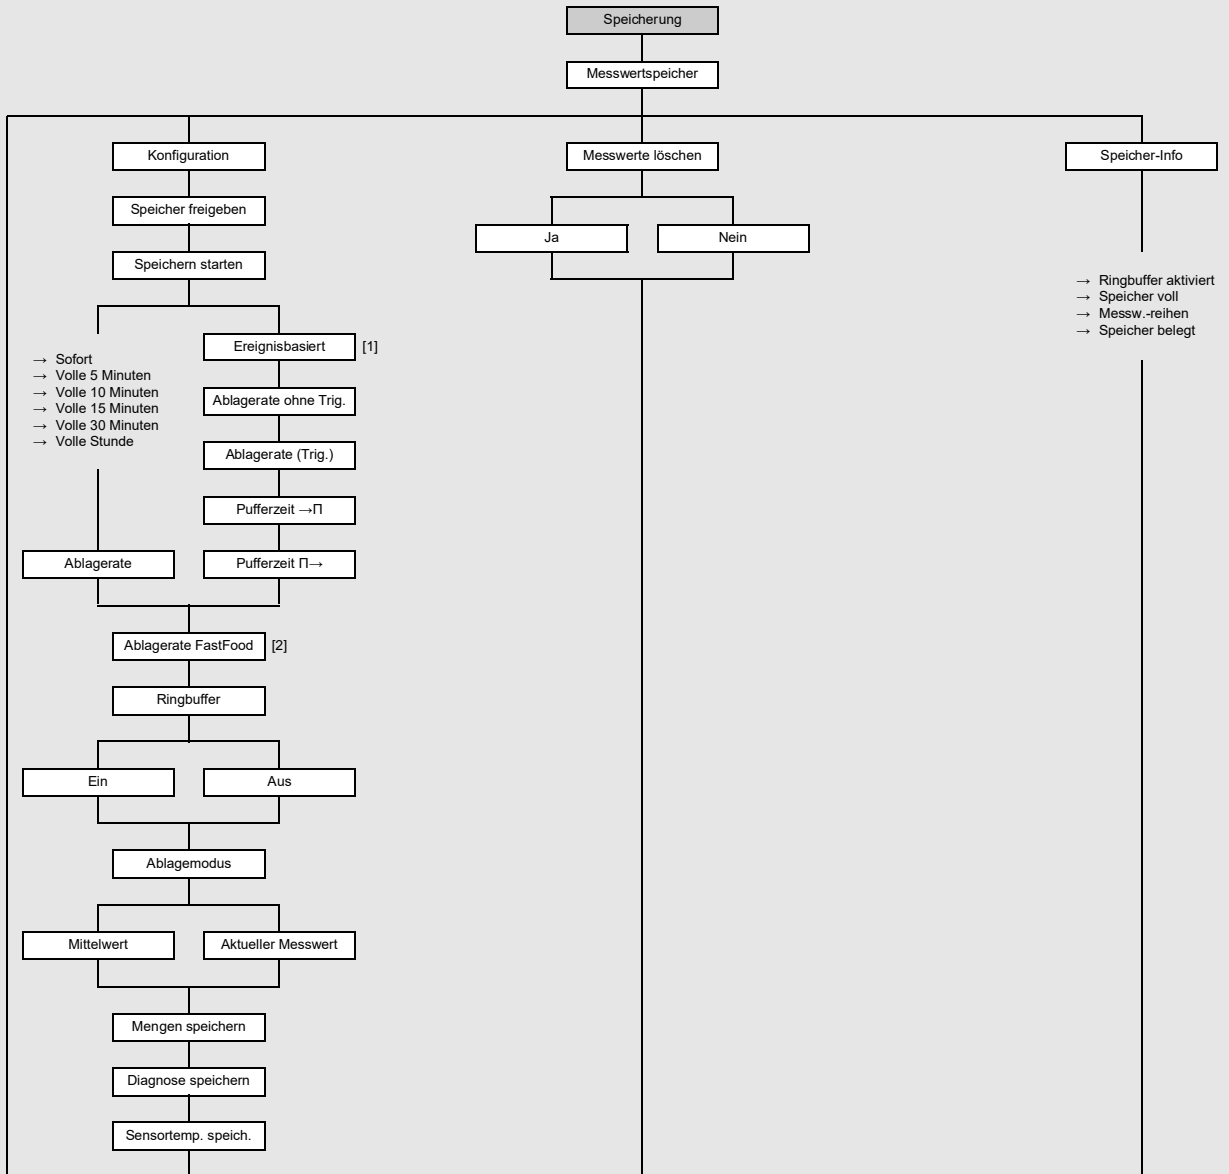 Speicherung
Messwertspeicher
Konfiguration
Speicher freigeben
Speichern starten
→ Sofort
→ Volle 5 Minuten
→ Volle 10 Minuten
→ Volle 15 Minuten
→ Volle 30 Minuten
→ Volle Stunde
Ablagerate
Ereignisbasiert [1]
Ablagerate ohne Trig.
Ablagerate (Trig.)
Pufferzeit →Π
Pufferzeit Π→
Ablagerate FastFood [2]
Ringbuffer
Ein
Aus
Ablagemodus
Mittelwert
Aktueller Messwert
Mengen speichern
Diagnose speichern
Sensortemp. speich.
Messwerte löschen
Ja
Nein
Speicher-Info
→ Ringbuffer aktiviert
→ Speicher voll
→ Messw.-reihen
→ Speicher belegt